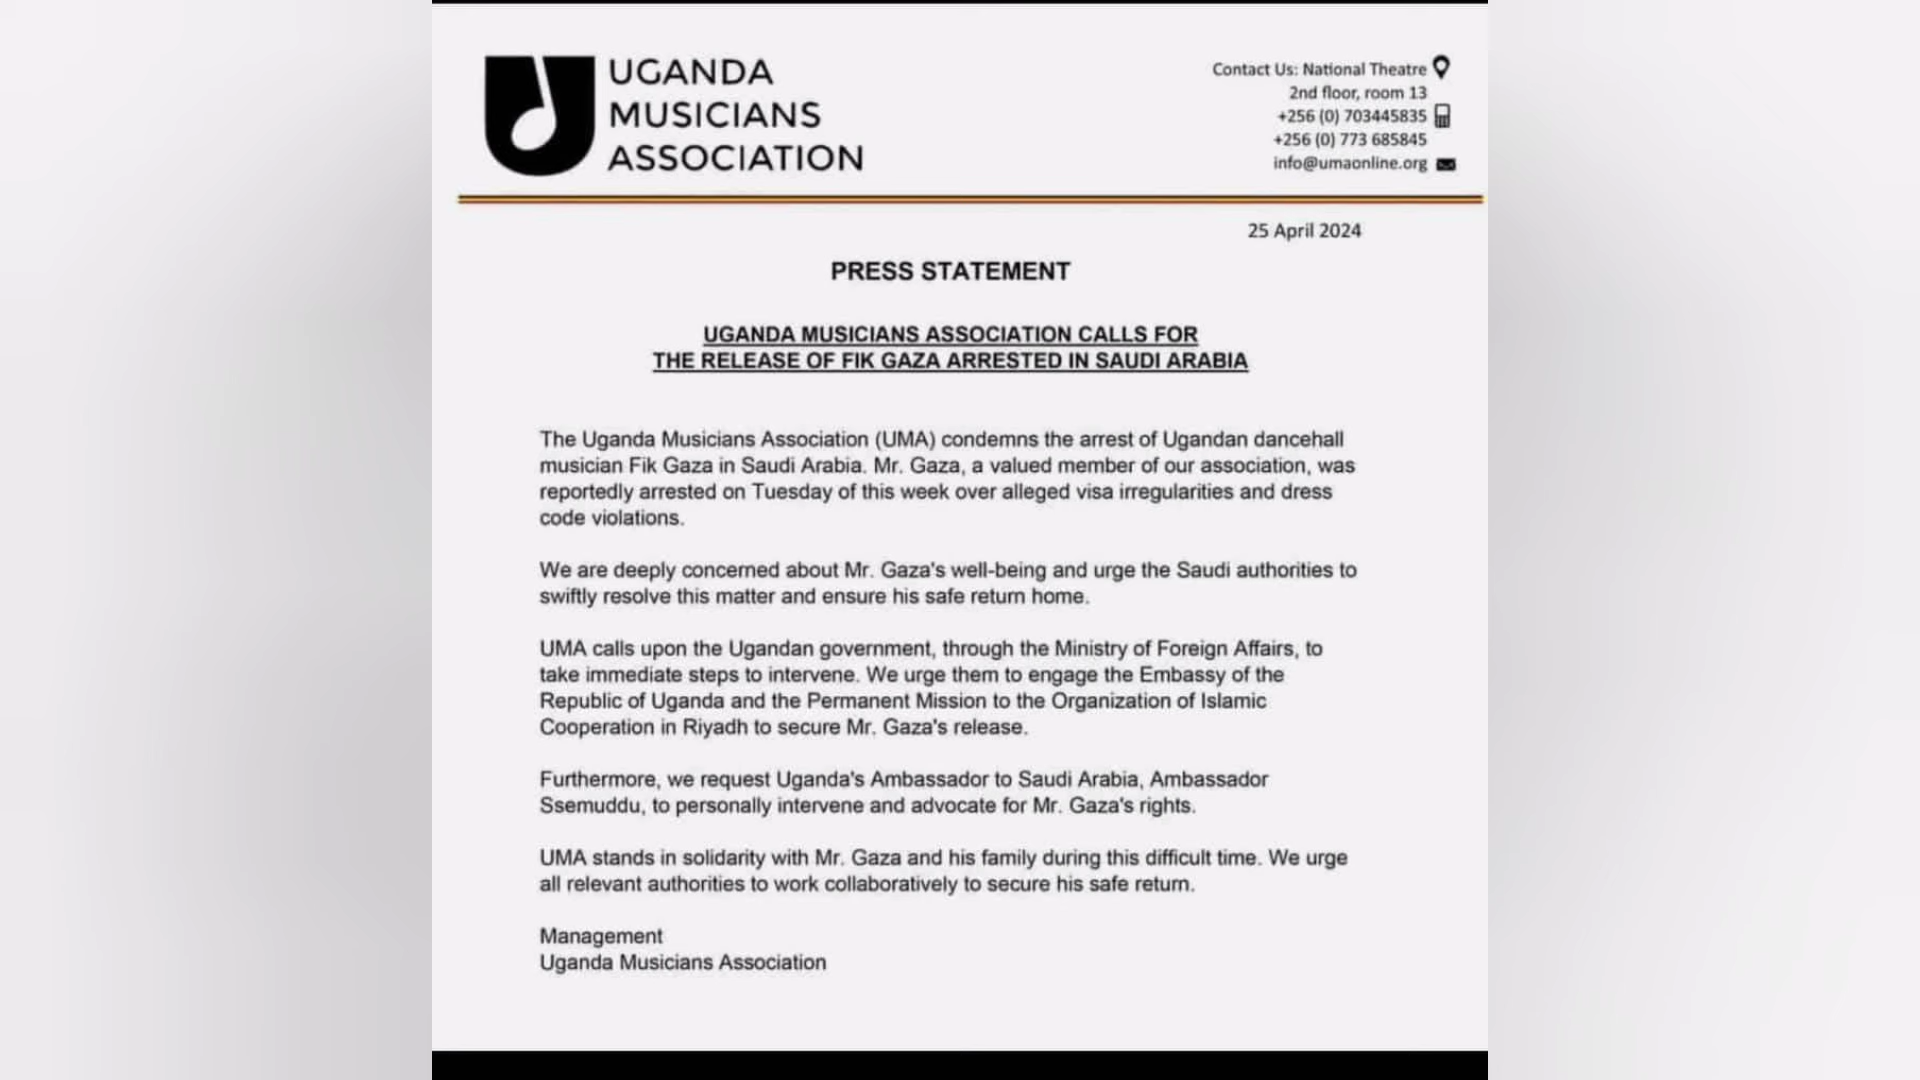 UGANDA
MUSICIANS
ASSOCIATION
Contact Us: National Theatre
2nd floor, room 13
+256 (0) 703445835
+256 (0) 773 685845
info@umaonline.org
25 April 2024
PRESS STATEMENT
UGANDA MUSICIANS ASSOCIATION CALLS FOR
THE RELEASE OF FIK GAZA ARRESTED IN SAUDI ARABIA
The Uganda Musicians Association (UMA) condemns the arrest of Ugandan dancehall
musician Fik Gaza in Saudi Arabia. Mr. Gaza, a valued member of our association, was
reportedly arrested on Tuesday of this week over alleged visa irregularities and dress
code violations.
We are deeply concerned about Mr. Gaza's well-being and urge the Saudi authorities to
swiftly resolve this matter and ensure his safe return home.
UMA calls upon the Ugandan government, through the Ministry of Foreign Affairs, to
take immediate steps to intervene. We urge them to engage the Embassy of the
Republic of Uganda and the Permanent Mission to the Organization of Islamic
Cooperation in Riyadh to secure Mr. Gaza's release.
Furthermore, we request Uganda's Ambassador to Saudi Arabia, Ambassador
Ssemuddu, to personally intervene and advocate for Mr. Gaza's rights.
UMA stands in solidarity with Mr. Gaza and his family during this difficult time. We urge
all relevant authorities to work collaboratively to secure his safe return.
Management
Uganda Musicians Association